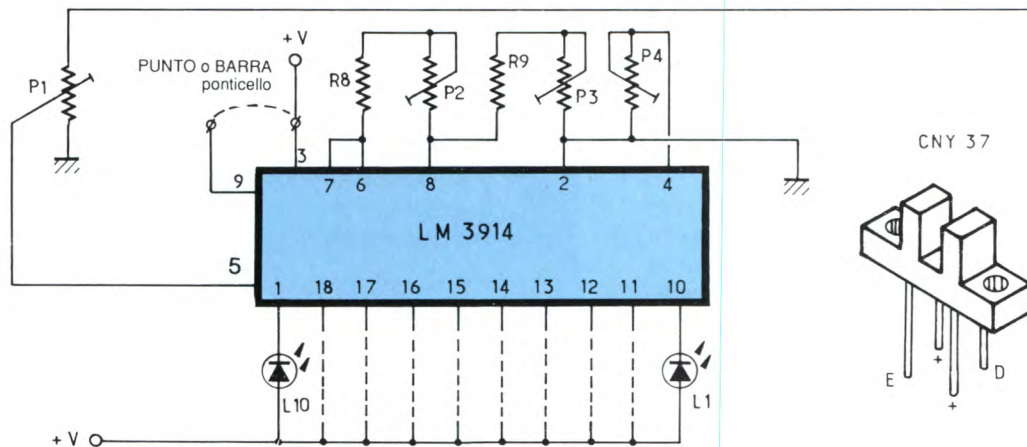 + V
PUNTO o BARRA
ponticello
P1
R8
P2
R9
P3
P4
CNY 37
3
9
7 6 8 2 4
LM 3914
5
1 18 17 16 15 14 13 12 11 10
L10
L1
+ V
E
+
+
D